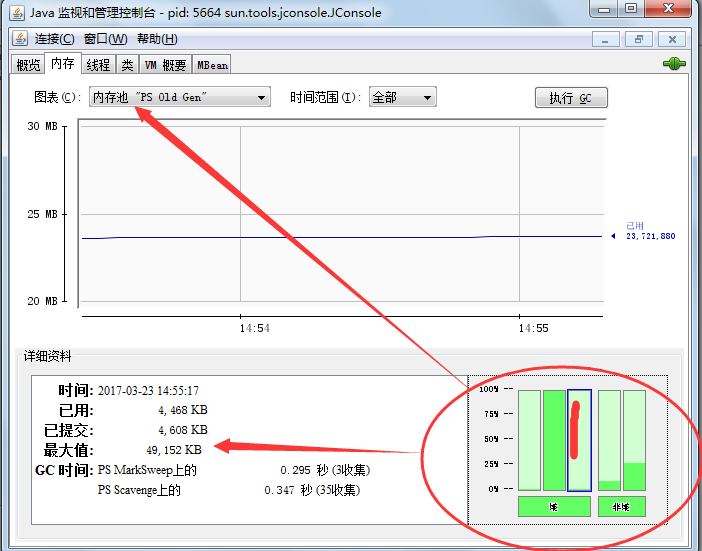 Java 监视和管理控制台 - pid: 5664 sun.tools.jconsole.JConsole
连接(C) 窗口(W) 帮助(H)
概览 内存 线程 类 VM 概要 MBean
图表(C): 内存池 "PS Old Gen" 时间范围(I): 全部 执行 GC
30 MB
25 MB
已用
23,721,880
20 MB
14:54 14:55
详细资料
时间: 2017-03-23 14:55:17
已用: 4,468 KB
已提交: 4,608 KB
最大值: 49,152 KB
GC 时间: PS MarkSweep上的 0.295 秒 (3收集)
PS Scavenge上的 0.347 秒 (35收集)
100% --
75% --
50% --
25% --
0% --
堆 非堆